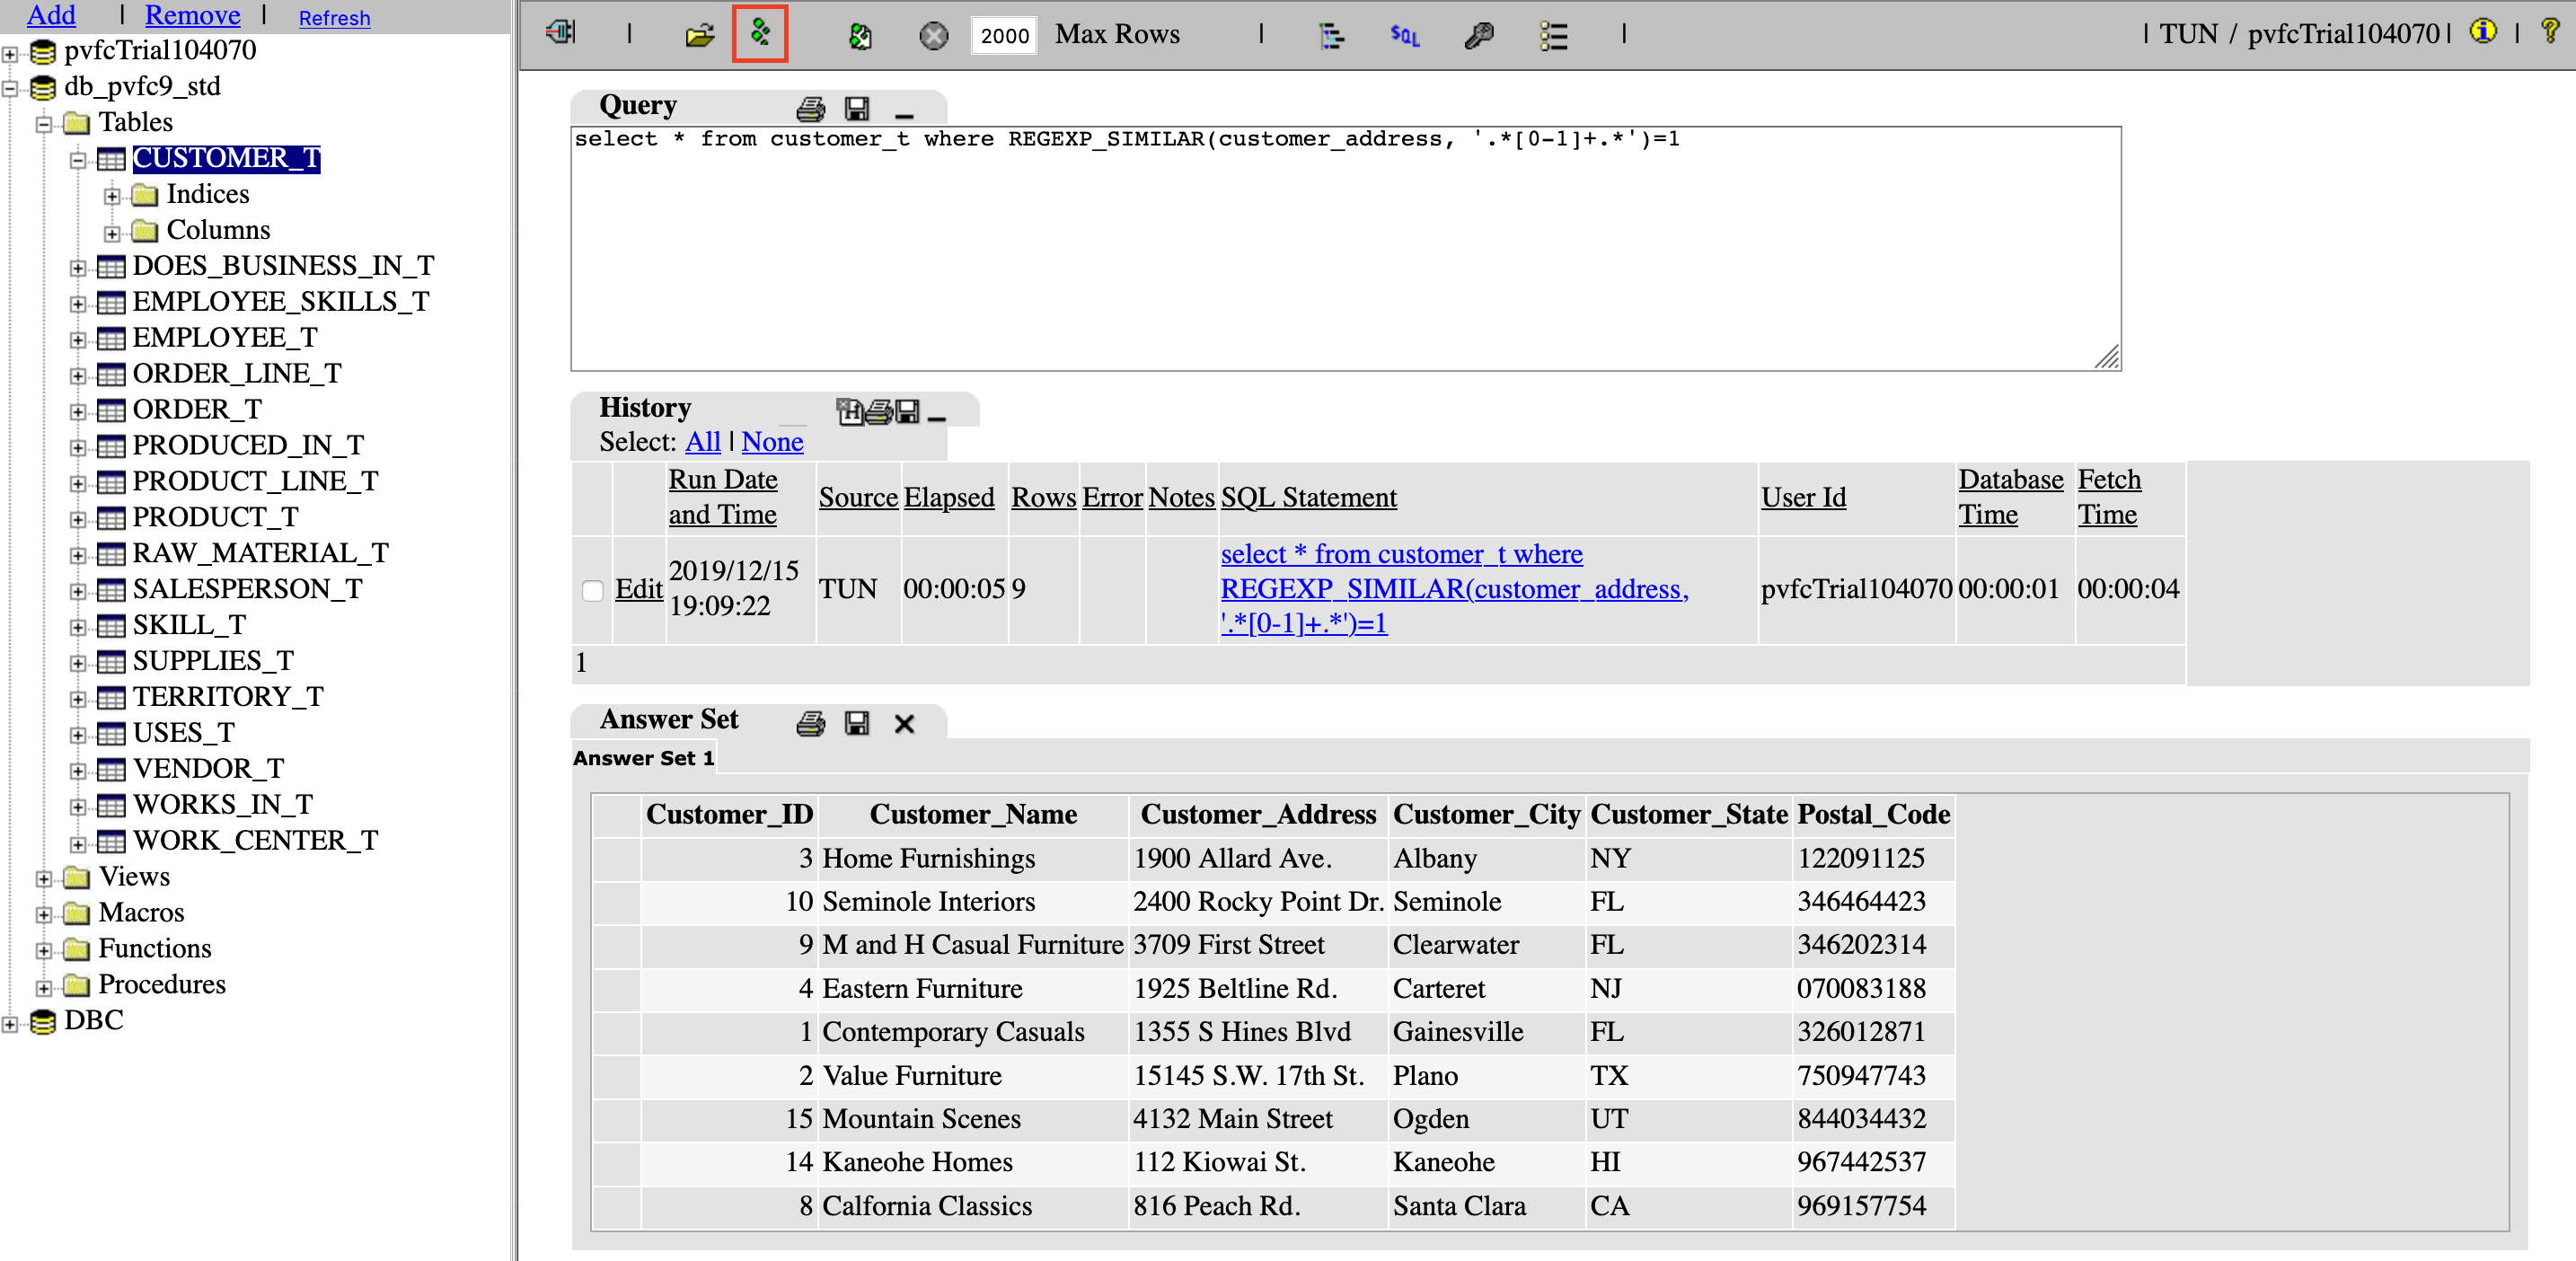 Add | Remove | Refresh
pvfcTrial104070
db_pvfc9_std
Tables
CUSTOMER_T
Indices
Columns
DOES_BUSINESS_IN_T
EMPLOYEE_SKILLS_T
EMPLOYEE_T
ORDER_LINE_T
ORDER_T
PRODUCED_IN_T
PRODUCT_LINE_T
PRODUCT_T
RAW_MATERIAL_T
SALESPERSON_T
SKILL_T
SUPPLIES_T
TERRITORY_T
USES_T
VENDOR_T
WORKS_IN_T
WORK_CENTER_T
Views
Macros
Functions
Procedures
DBC
| 2000 Max Rows | SQL | | TUN / pvfcTrial104070 | i | ?
Query
select * from customer_t where REGEXP_SIMILAR(customer_address, '.*[0-1]+.*')=1
History
Select: All | None
Run Date and Time Source Elapsed Rows Error Notes SQL Statement User Id Database Time Fetch Time
Edit 2019/12/15 19:09:22 TUN 00:00:05 9 select * from customer_t where REGEXP_SIMILAR(customer_address, '.*[0-1]+.*')=1 pvfcTrial104070 00:00:01 00:00:04
1
Answer Set
Answer Set 1
Customer_ID Customer_Name Customer_Address Customer_City Customer_State Postal_Code
3 Home Furnishings 1900 Allard Ave. Albany NY 122091125
10 Seminole Interiors 2400 Rocky Point Dr. Seminole FL 346464423
9 M and H Casual Furniture 3709 First Street Clearwater FL 346202314
4 Eastern Furniture 1925 Beltline Rd. Carteret NJ 070083188
1 Contemporary Casuals 1355 S Hines Blvd Gainesville FL 326012871
2 Value Furniture 15145 S.W. 17th St. Plano TX 750947743
15 Mountain Scenes 4132 Main Street Ogden UT 844034432
14 Kaneohe Homes 112 Kiowai St. Kaneohe HI 967442537
8 Calfornia Classics 816 Peach Rd. Santa Clara CA 969157754